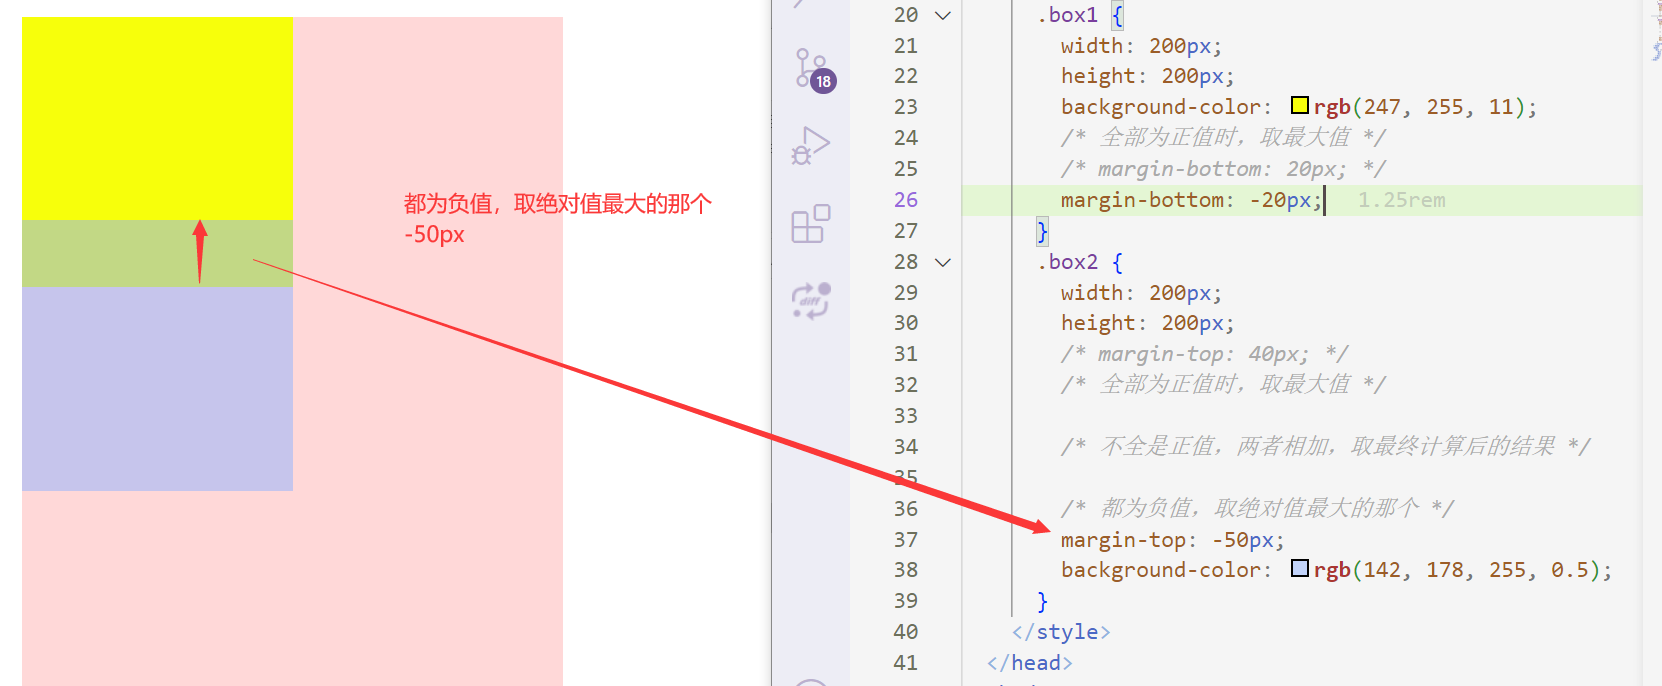 都为负值，取绝对值最大的那个
-50px
18
diff
20 .box1 {
21 width: 200px;
22 height: 200px;
23 background-color: rgb(247, 255, 11);
24 /* 全部为正值时，取最大值 */
25 /* margin-bottom: 20px; */
26 margin-bottom: -20px; 1.25rem
27 }
28 .box2 {
29 width: 200px;
30 height: 200px;
31 /* margin-top: 40px; */
32 /* 全部为正值时，取最大值 */
33
34 /* 不全是正值，两者相加，取最终计算后的结果 */
35
36 /* 都为负值，取绝对值最大的那个 */
37 margin-top: -50px;
38 background-color: rgb(142, 178, 255, 0.5);
39 }
40 </style>
41 </head>